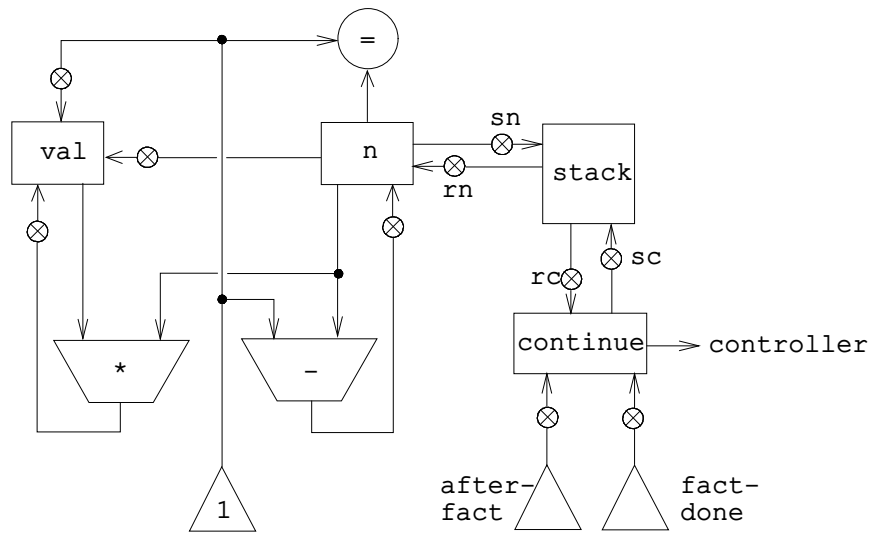 =
sn
val
n
stack
rn
rc
sc
continue
controller
*
–
after–
fact
fact–
done
1